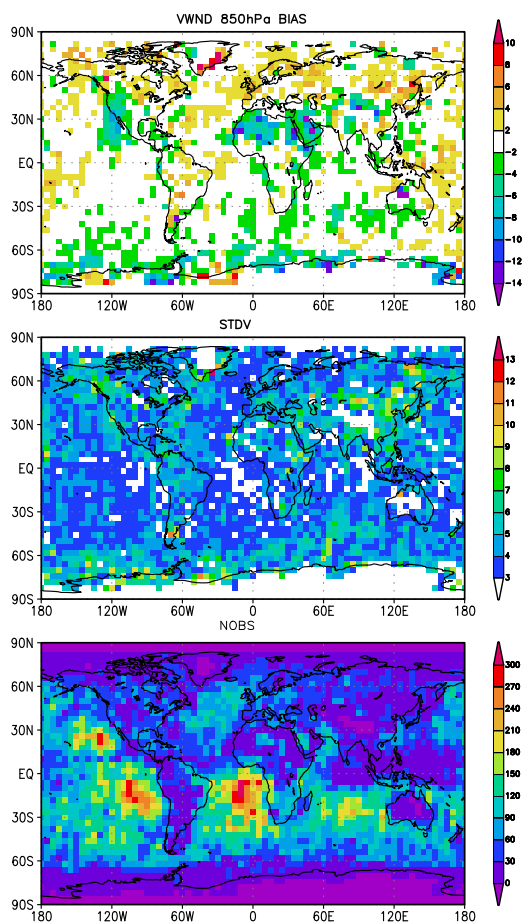 VWND 850hPa BIAS
90N
60N
30N
EQ
30S
60S
90S
180 120W 60W 0 60E 120E 180
10
8
6
4
2
−2
−4
−6
−8
−10
−12
−14
STDV
90N
60N
30N
EQ
30S
60S
90S
180 120W 60W 0 60E 120E 180
13
12
11
10
9
8
7
6
5
4
3
NOBS
90N
60N
30N
EQ
30S
60S
90S
180 120W 60W 0 60E 120E 180
300
270
240
210
180
150
120
90
60
30
0